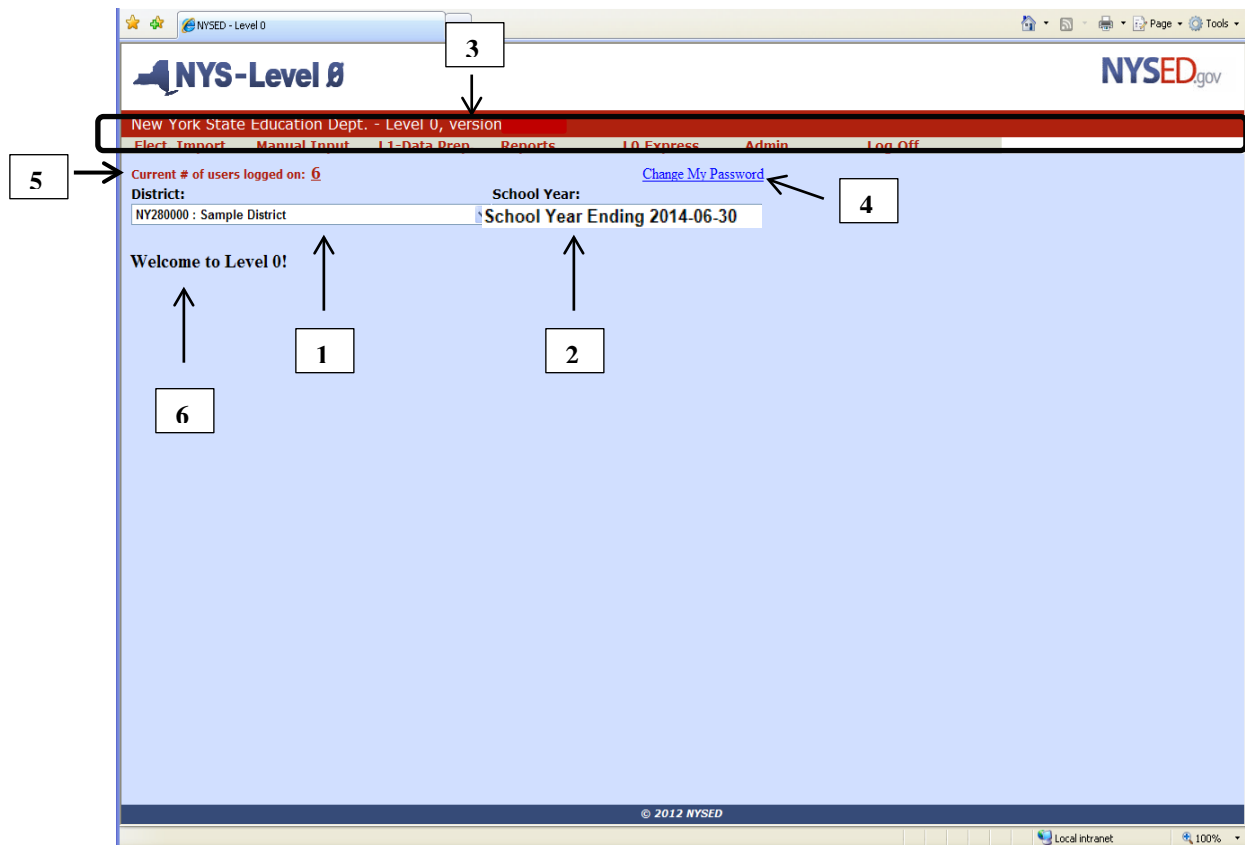 NYSED - Level 0
Page Tools
3
NYS-Level Ø
NYSED.gov
New York State Education Dept. - Level 0, version
Elect. Import Manual Input L1-Data Prep Reports L0 Express Admin Log Off
5
Current # of users logged on: 6
Change My Password
4
District: School Year:
NY280000 : Sample District
School Year Ending 2014-06-30
Welcome to Level 0!
1
2
6
© 2012 NYSED
Local intranet 100%